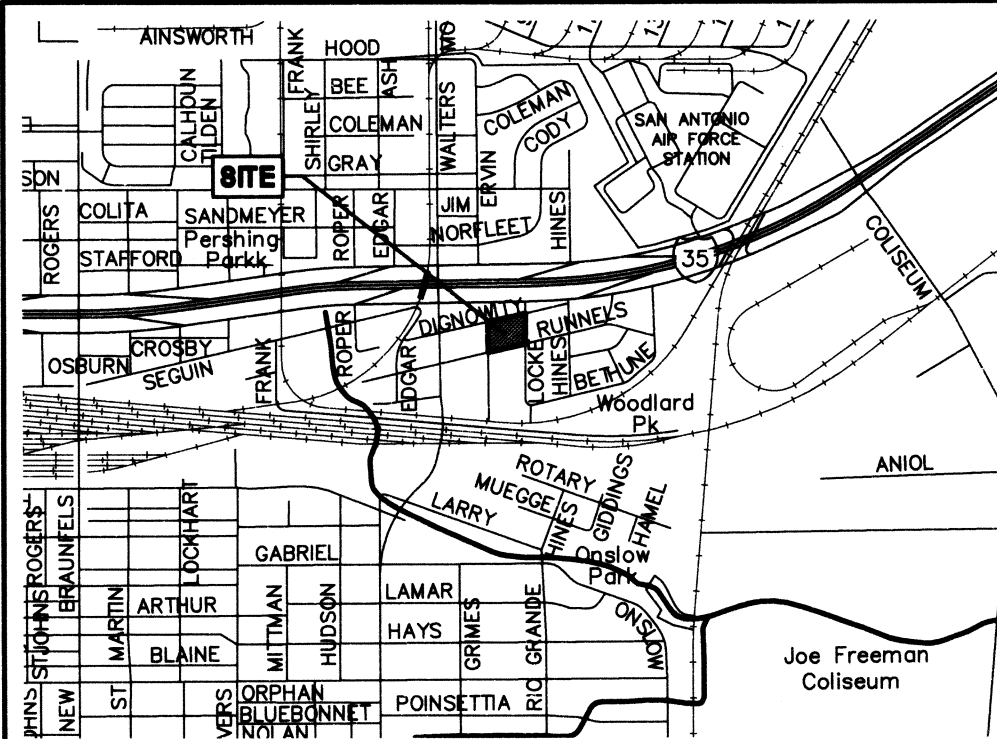 AINSWORTH
FRANK
HOOD
MO
BEE
ASH
CALHOUN
TILDEN
SHIRLEY
COLEMAN
WALTERS
COLEMAN
CODY
SAN ANTONIO
AIR FORCE
STATION
GRAY
ERVIN
SITE
SON
ROGERS
COLITA
SANDMEYER
ROPER
EDGAR
JIM
NORFLEET
HINES
Pershing
Parkk
STAFFORD
35
COLISEUM
DIGNOWITY
RUNNELS
ROPER
CROSBY
OSBURN
SEGUIN
FRANK
EDGAR
LOCKE
HINES
BETHUNE
Woodlard
Pk
ANIOL
ROTARY
MUEGGE
GIDDINGS
HAMEL
LARRY
HINES
ROGERS
BRAUNFELS
LOCKHART
GABRIEL
Onslow
Park
LAMAR
ARTHUR
ONSLOW
STJOHNS
MARTIN
MITTMAN
HUDSON
HAYS
GRIMES
RIO GRANDE
BLAINE
Joe Freeman
Coliseum
OHNS
NEW
ST
VERS
ORPHAN
BLUEBONNET
NOLAN
POINSETTIA